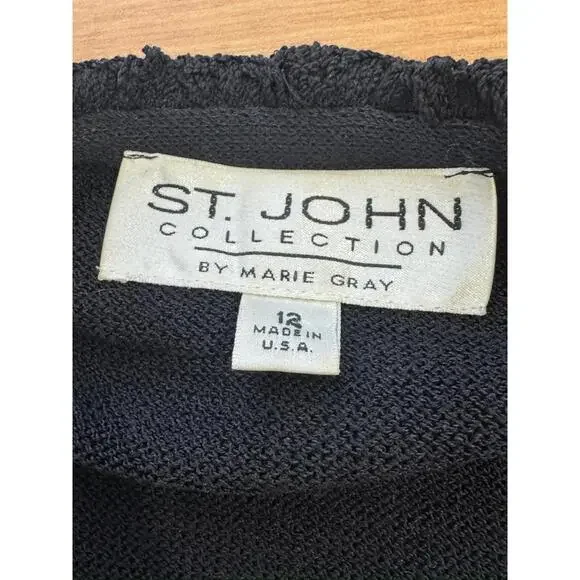 ST. JOHN
COLLECTION
BY MARIE GRAY
12
MADE IN
U.S.A.